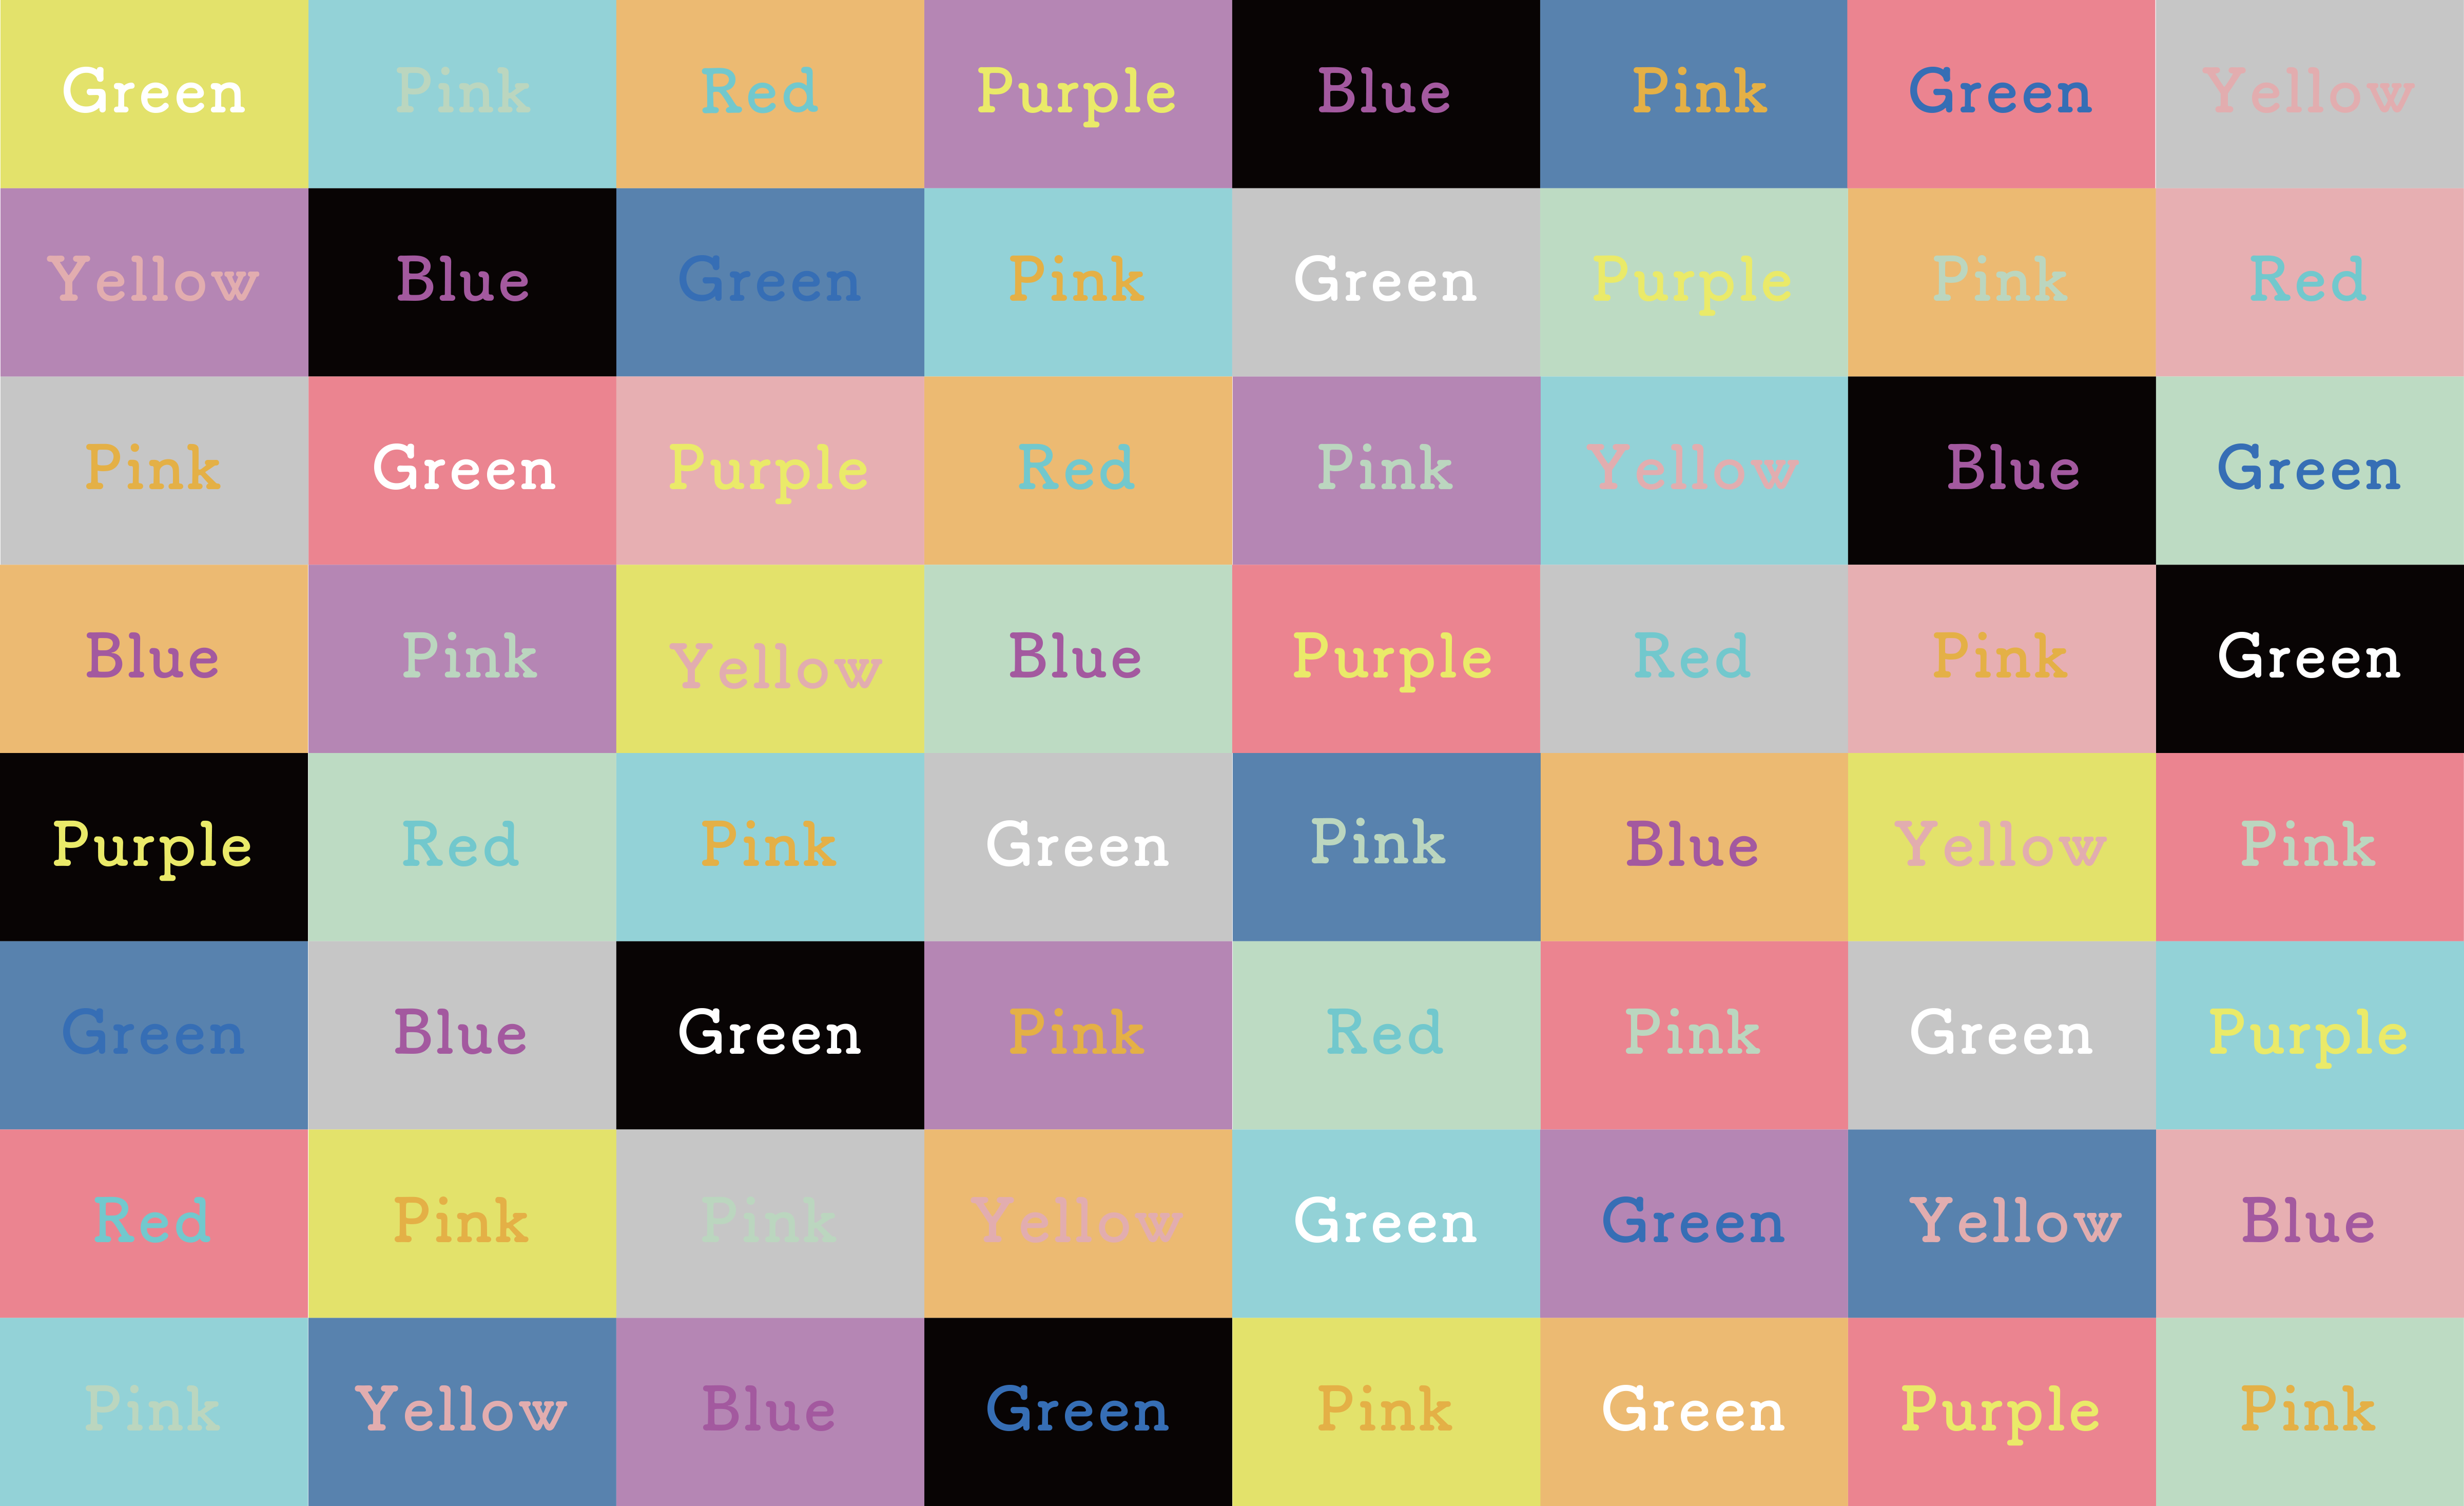 Green Pink Red Purple Blue Pink Green Yellow
Yellow Blue Green Pink Green Purple Pink Red
Pink Green Purple Red Pink Yellow Blue Green
Blue Pink Yellow Blue Purple Red Pink Green
Purple Red Pink Green Pink Blue Yellow Pink
Green Blue Green Pink Red Pink Green Purple
Red Pink Pink Yellow Green Green Yellow Blue
Pink Yellow Blue Green Pink Green Purple Pink